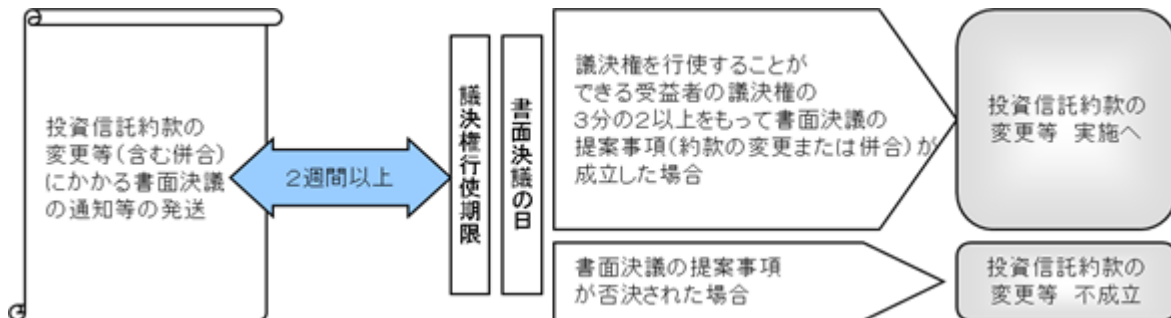 投資信託約款の
変更等(含む併合)
にかかる書面決議
の通知等の発送
2週間以上
議決権行使期限
書面決議の日
議決権を行使することが
できる受益者の議決権の
3分の2以上をもって書面決議の
提案事項(約款の変更または併合)が
成立した場合
投資信託約款の
変更等 実施へ
書面決議の提案事項
が否決された場合
投資信託約款の
変更等 不成立